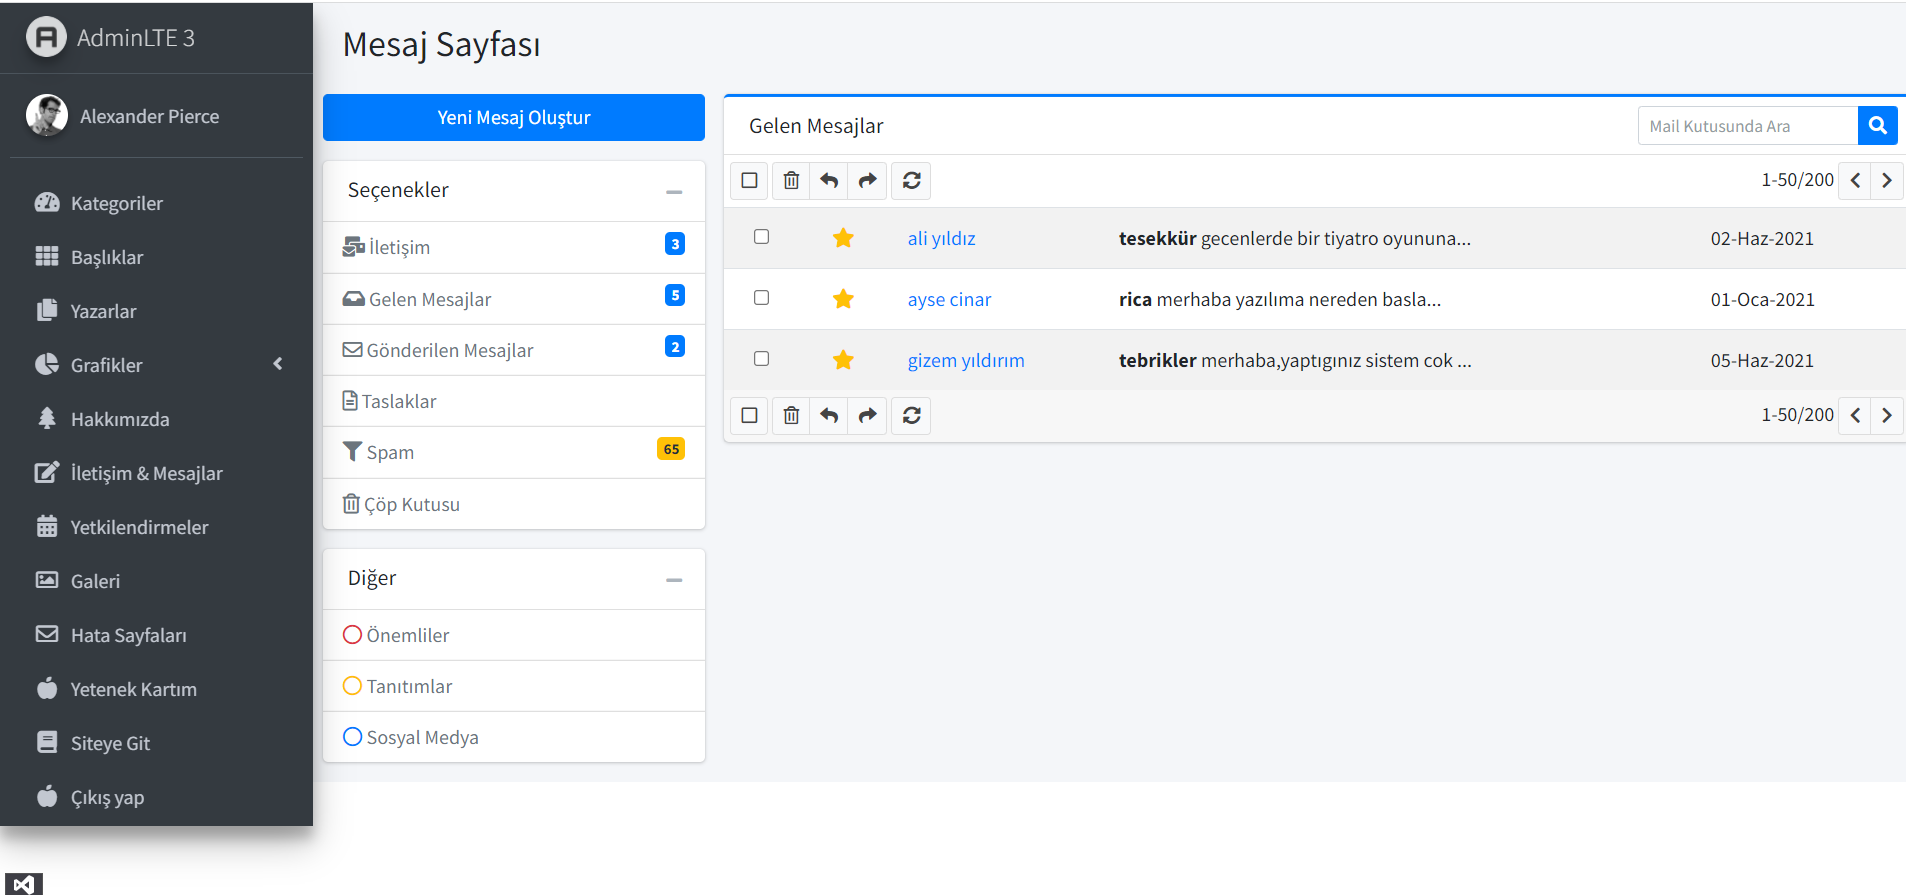 AdminLTE 3
Alexander Pierce
Kategoriler
Başlıklar
Yazarlar
Grafikler
Hakkımızda
İletişim & Mesajlar
Yetkilendirmeler
Galeri
Hata Sayfaları
Yetenek Kartım
Siteye Git
Çıkış yap
Mesaj Sayfası
Yeni Mesaj Oluştur
Seçenekler
İletişim 3
Gelen Mesajlar 5
Gönderilen Mesajlar 2
Taslaklar
Spam 65
Çöp Kutusu
Diğer
Önemliler
Tanıtımlar
Sosyal Medya
Gelen Mesajlar Mail Kutusunda Ara
1-50/200
ali yıldız tesekkür gecenlerde bir tiyatro oyununa... 02-Haz-2021
ayse cinar rica merhaba yazılıma nereden basla... 01-Oca-2021
gizem yıldırım tebrikler merhaba,yaptıgınız sistem cok ... 05-Haz-2021
1-50/200